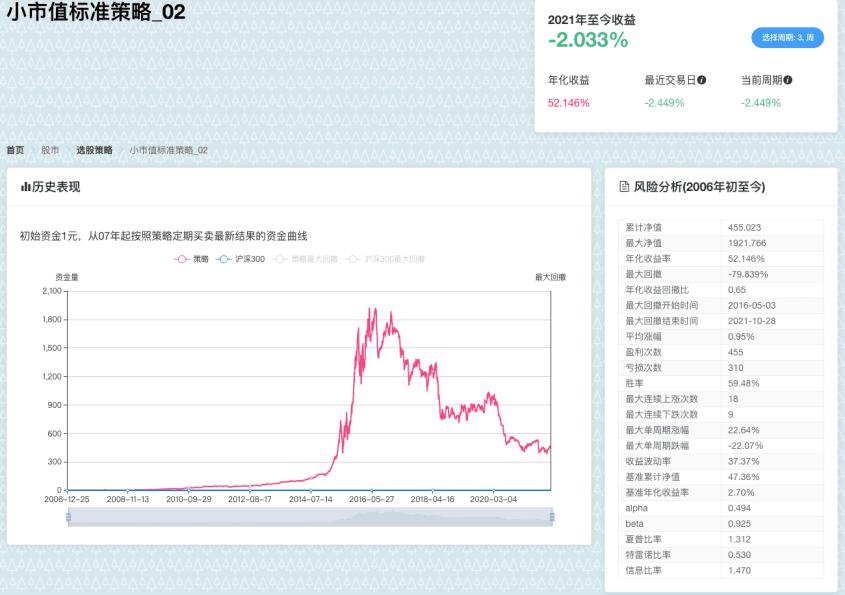 小市值标准策略_02
2021年至今收益
-2.033%
选择周期: 3, 周
年化收益 最近交易日 当前周期
52.146% -2.449% -2.449%
首页 股市 选股策略 小市值标准策略_02
历史表现
初始资金1元，从07年起按照策略定期买卖最新结果的资金曲线
策略 沪深300 策略最大回撤 沪深300最大回撤
资金量 最大回撤
2,100
1,800
1,500
1,200
900
600
300
0
2006-12-25 2008-11-13 2010-09-29 2012-08-17 2014-07-14 2016-05-27 2018-04-16 2020-03-04
风险分析(2006年初至今)
累计净值 455.023
最大净值 1921.766
年化收益率 52.146%
最大回撤 -79.839%
年化收益回撤比 0.65
最大回撤开始时间 2016-05-03
最大回撤结束时间 2021-10-28
平均涨幅 0.95%
盈利次数 455
亏损次数 310
胜率 59.48%
最大连续上涨次数 18
最大连续下跌次数 9
最大单周期涨幅 22.64%
最大单周期跌幅 -22.07%
收益波动率 37.37%
基准累计净值 47.36%
基准年化收益率 2.70%
alpha 0.494
beta 0.925
夏普比率 1.312
特雷诺比率 0.530
信息比率 1.470